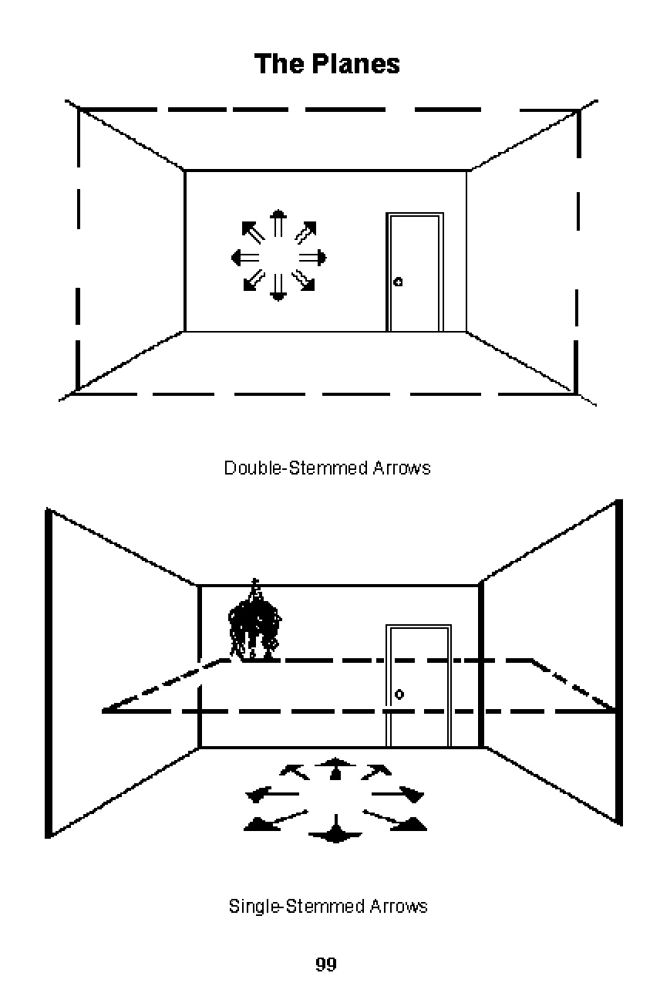 The Planes
Double-Stemmed Arrows
Single-Stemmed Arrows
99